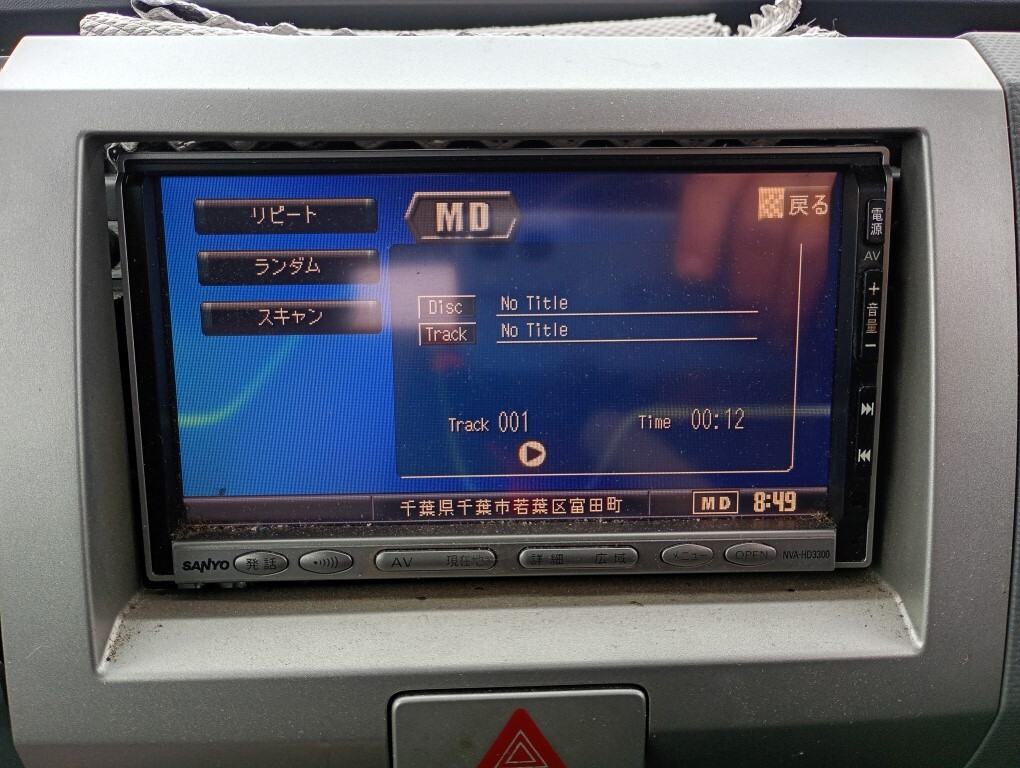 リピート
MD
戻る
ランダム
スキャン
Disc No Title
Track No Title
Track 001 Time 00:12
千葉県千葉市若葉区富田町 MD 8:49
電源
AV
+
音量
-
SANYO 発話 AV 現在地 詳細 広域 メニュー OPEN NVA-HD3300